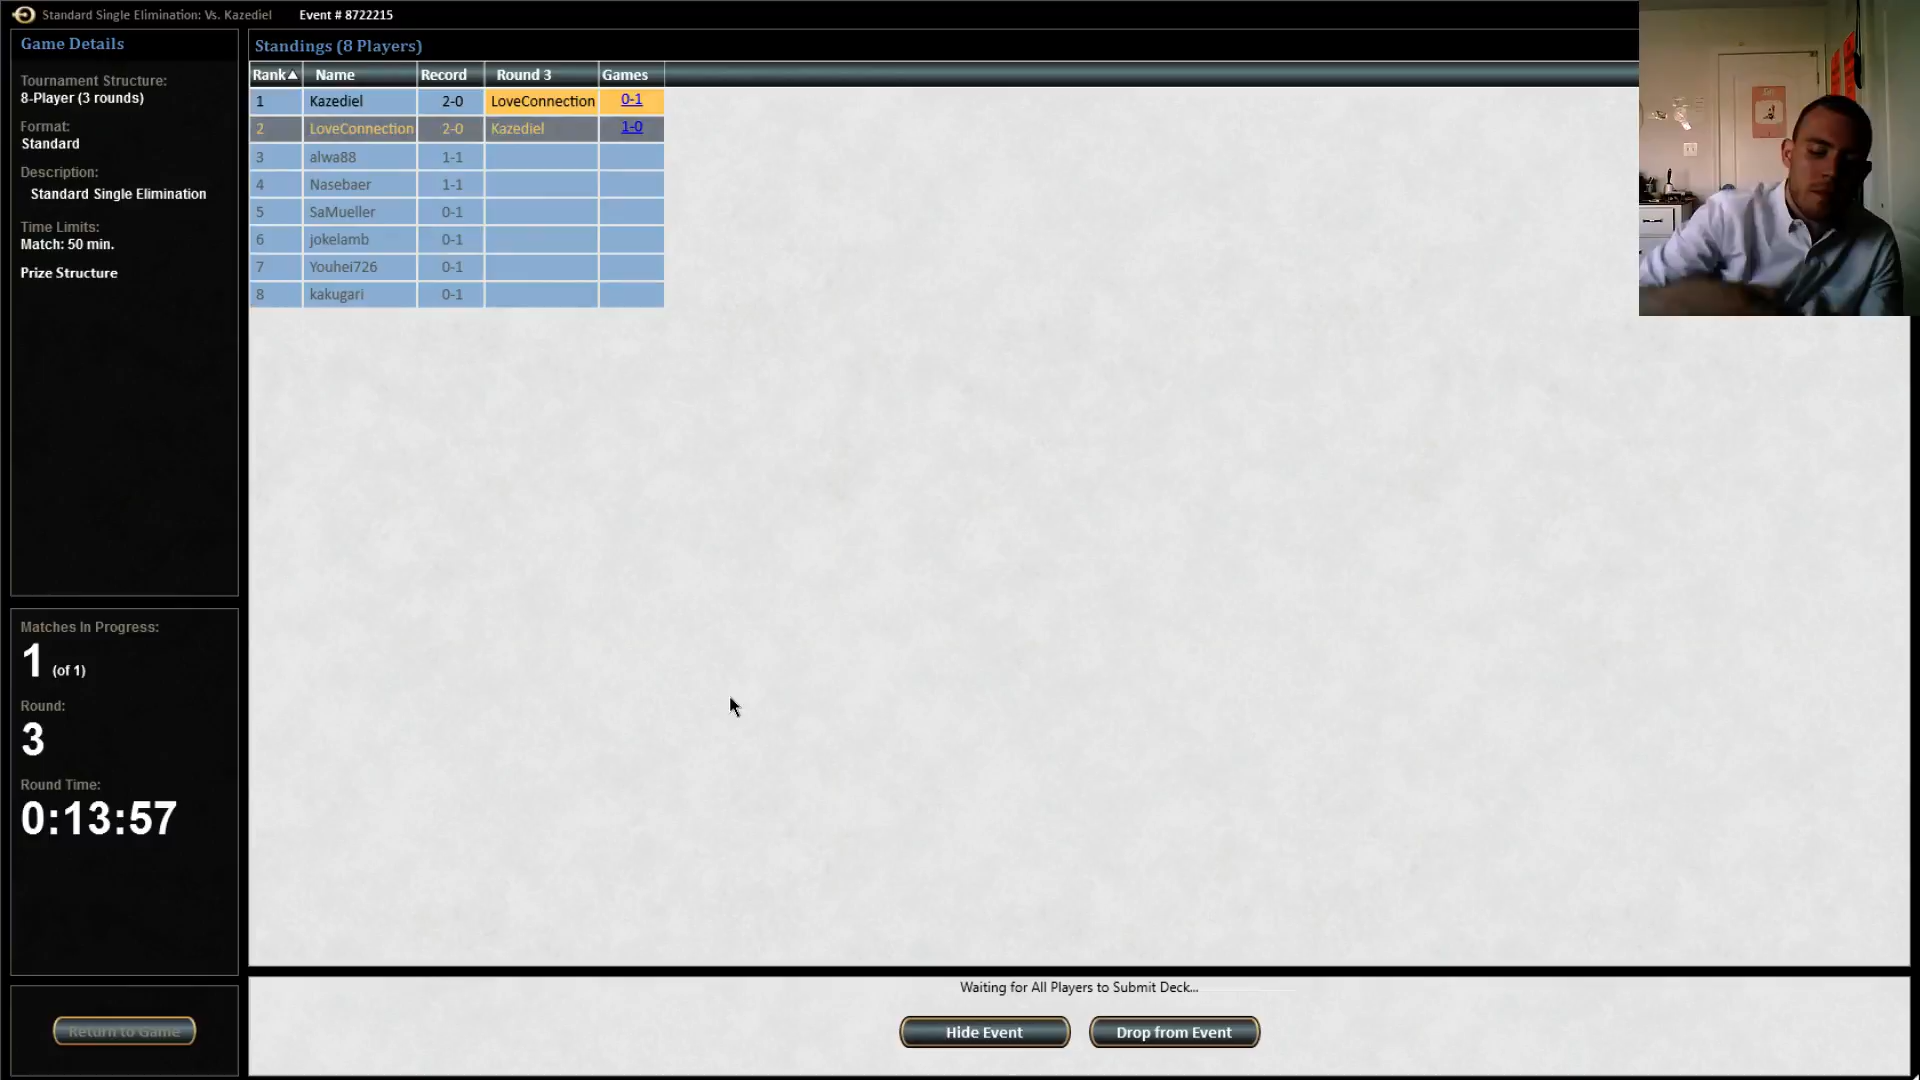 Standard Single Elimination: Vs. Kazediel Event # 8722215
Game Details
Tournament Structure:
8-Player (3 rounds)
Format:
Standard
Description:
Standard Single Elimination
Time Limits:
Match: 50 min.
Prize Structure
Standings (8 Players)
Rank Name Record Round 3 Games
1 Kazediel 2-0 LoveConnection 0-1
2 LoveConnection 2-0 Kazediel 1-0
3 alwa88 1-1
4 Nasebaer 1-1
5 SaMueller 0-1
6 jokelamb 0-1
7 Youhei726 0-1
8 kakugari 0-1
Matches In Progress:
1 (of 1)
Round:
3
Round Time:
0:13:57
Return to Game
Waiting for All Players to Submit Deck...
Hide Event Drop from Event